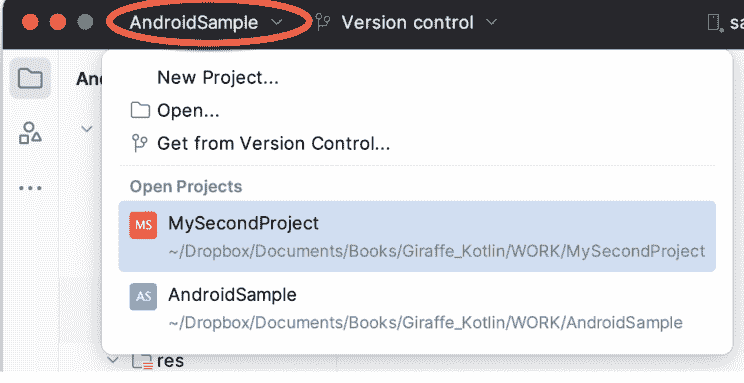 AndroidSample Version control sa
And
New Project...
Open...
Get from Version Control...
Open Projects
MS MySecondProject
~/Dropbox/Documents/Books/Giraffe_Kotlin/WORK/MySecondProject
AS AndroidSample
~/Dropbox/Documents/Books/Giraffe_Kotlin/WORK/AndroidSample
res